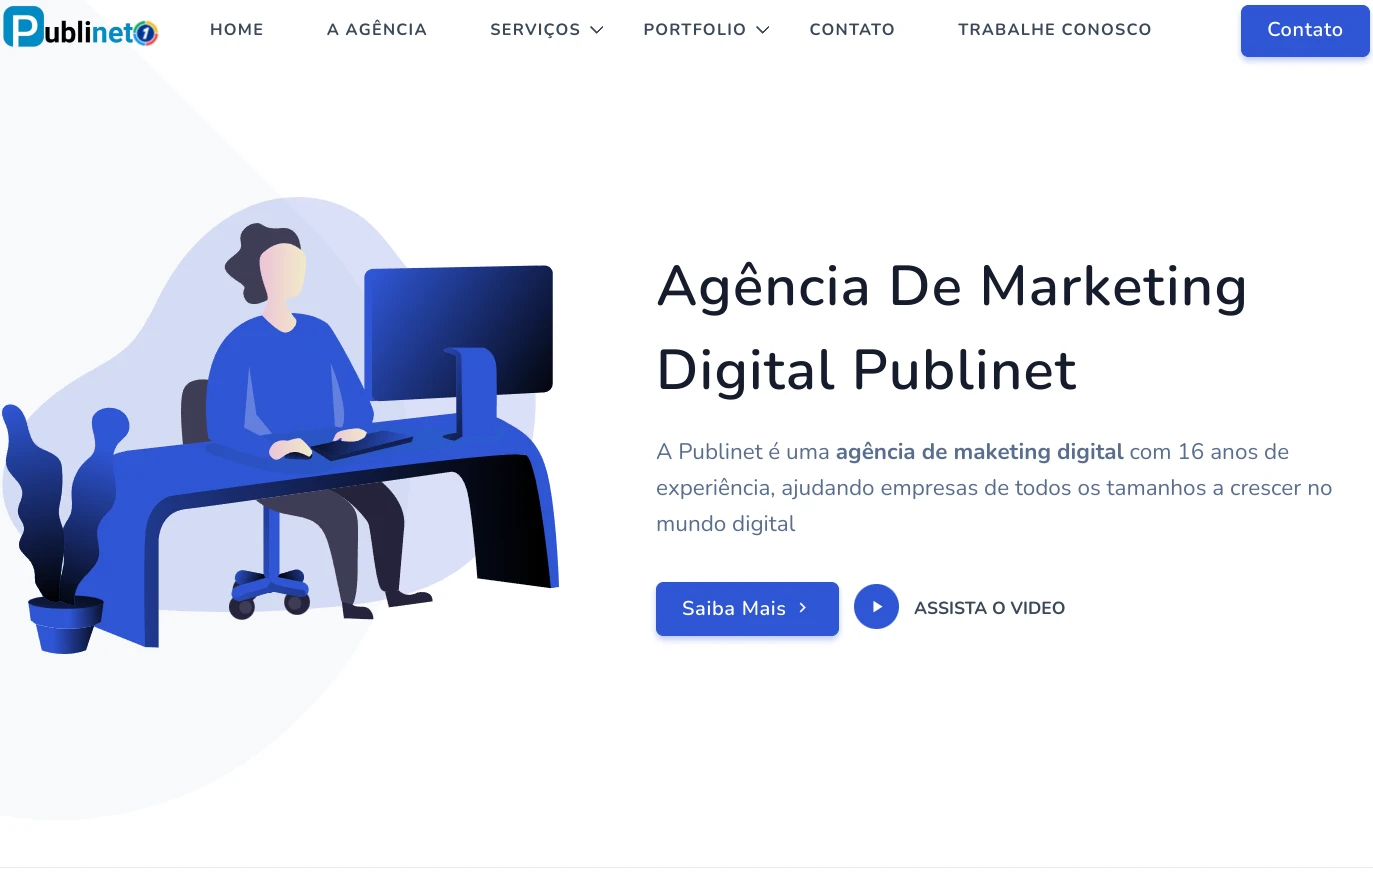 Publinet1
HOME
A AGÊNCIA
SERVIÇOS
PORTFOLIO
CONTATO
TRABALHE CONOSCO
Contato
Agência De Marketing
Digital Publinet
A Publinet é uma agência de maketing digital com 16 anos de
experiência, ajudando empresas de todos os tamanhos a crescer no
mundo digital
Saiba Mais
ASSISTA O VIDEO